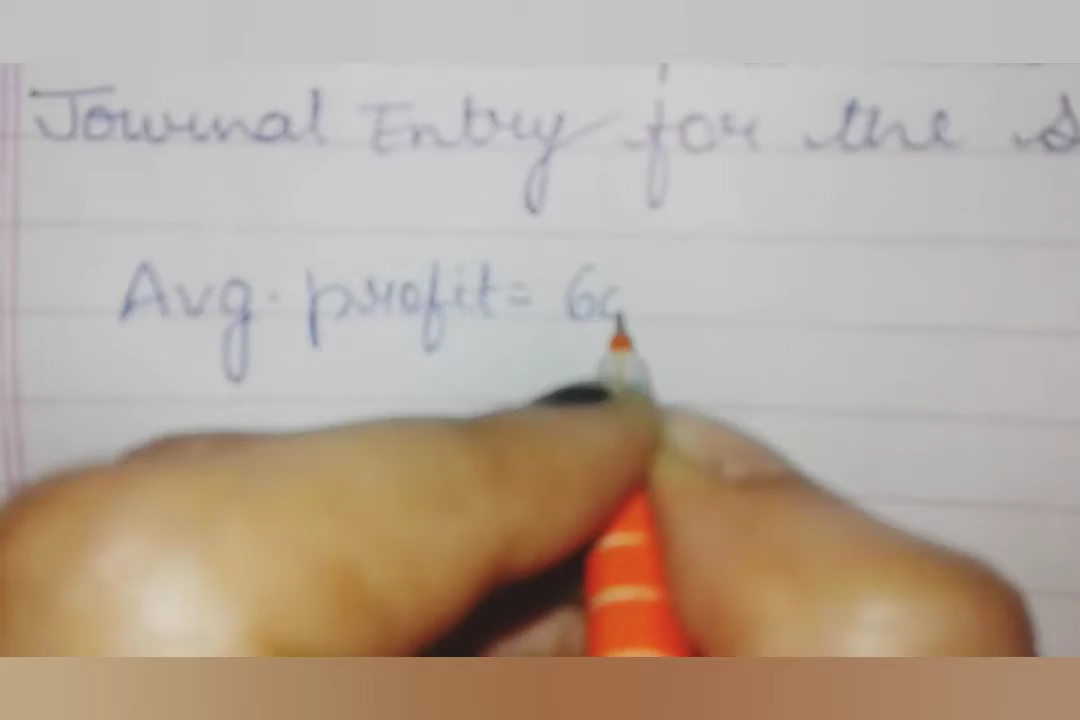 Journal Entry for the
Avg. profit = 6